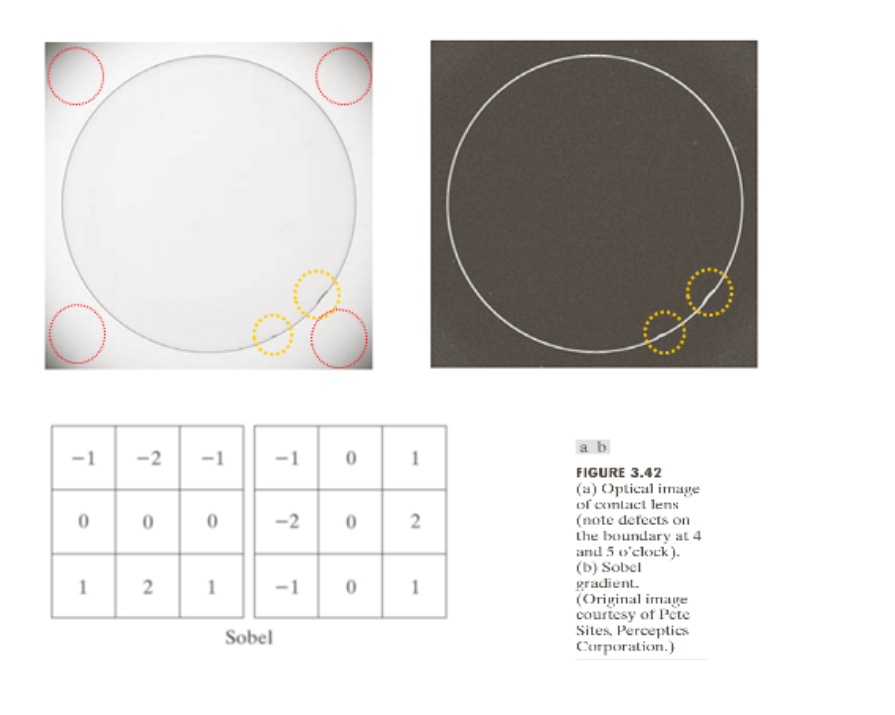 -1 -2 -1 -1 0 1
0 0 0 -2 0 2
1 2 1 -1 0 1
Sobel
a b
FIGURE 3.42
(a) Optical image
of contact lens
(note defects on
the boundary at 4
and 5 o'clock).
(b) Sobel
gradient.
(Original image
courtesy of Pete
Sites, Perceptics
Corporation.)